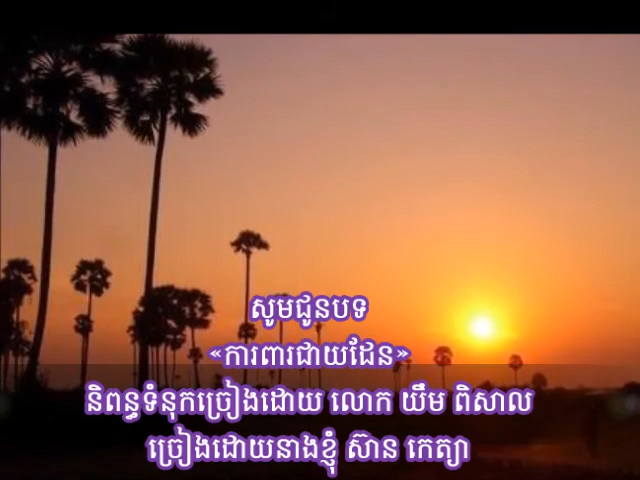 សូមជូនបទ
«ការពារជាយដែន»
និពន្ធទំនុកច្រៀងដោយ លោក យឹម ពិសាល
ច្រៀងដោយនាងខ្ញុំ ស៊ាន កេត្យា